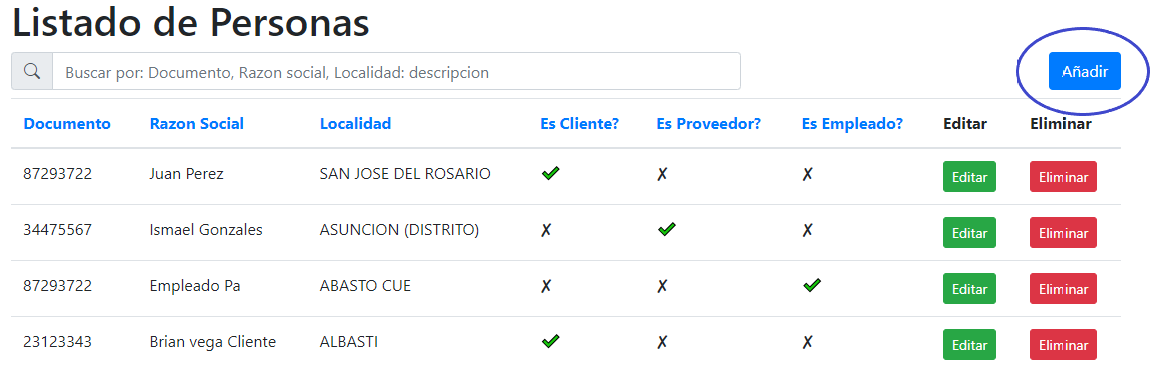 Listado de Personas
Buscar por: Documento, Razon social, Localidad: descripcion
Añadir
Documento Razon Social Localidad Es Cliente? Es Proveedor? Es Empleado? Editar Eliminar
87293722 Juan Perez SAN JOSE DEL ROSARIO ✔ ✗ ✗ Editar Eliminar
34475567 Ismael Gonzales ASUNCION (DISTRITO) ✗ ✔ ✗ Editar Eliminar
87293722 Empleado Pa ABASTO CUE ✗ ✗ ✔ Editar Eliminar
23123343 Brian vega Cliente ALBASTI ✔ ✗ ✗ Editar Eliminar